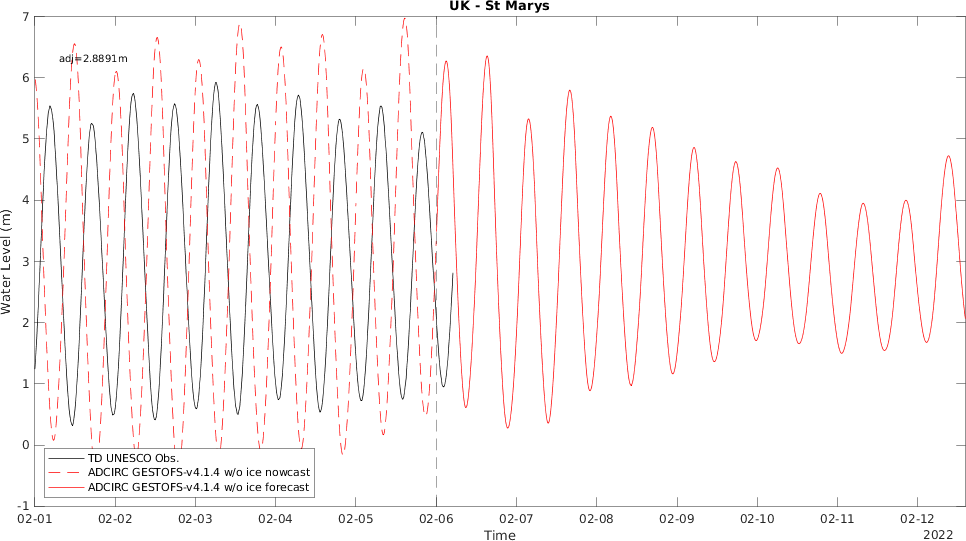 UK - St Marys
7
6
5
4
3
2
1
0
-1
Water Level (m)
adj=2.8891m
TD UNESCO Obs.
ADCIRC GESTOFS-v4.1.4 w/o ice nowcast
ADCIRC GESTOFS-v4.1.4 w/o ice forecast
02-01 02-02 02-03 02-04 02-05 02-06 02-07 02-08 02-09 02-10 02-11 02-12
Time
2022